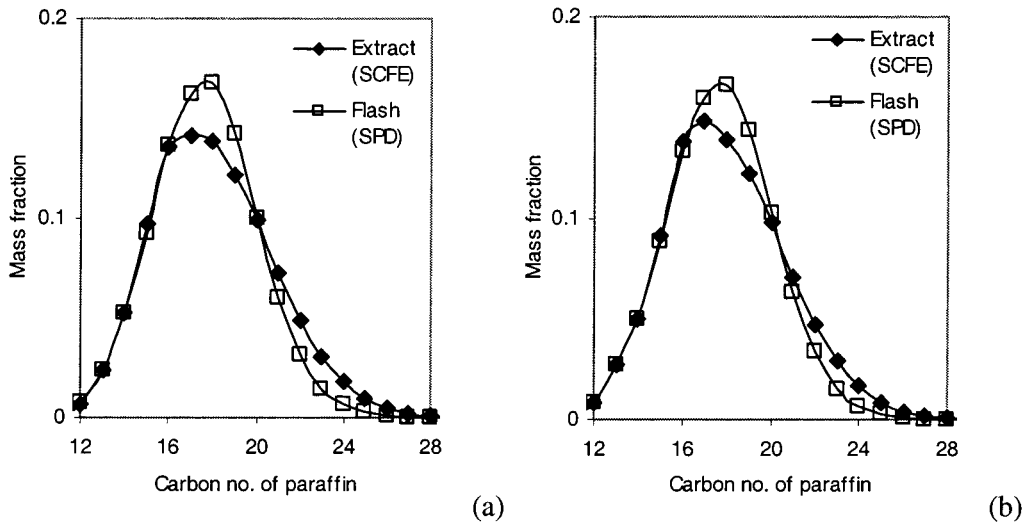 0.2
Extract
(SCFE)
Flash
(SPD)
Mass fraction
0.1
0
12 16 20 24 28
Carbon no. of paraffin
(a)
0.2
Extract
(SCFE)
Flash
(SPD)
Mass fraction
0.1
0
12 16 20 24 28
Carbon no. of paraffin
(b)